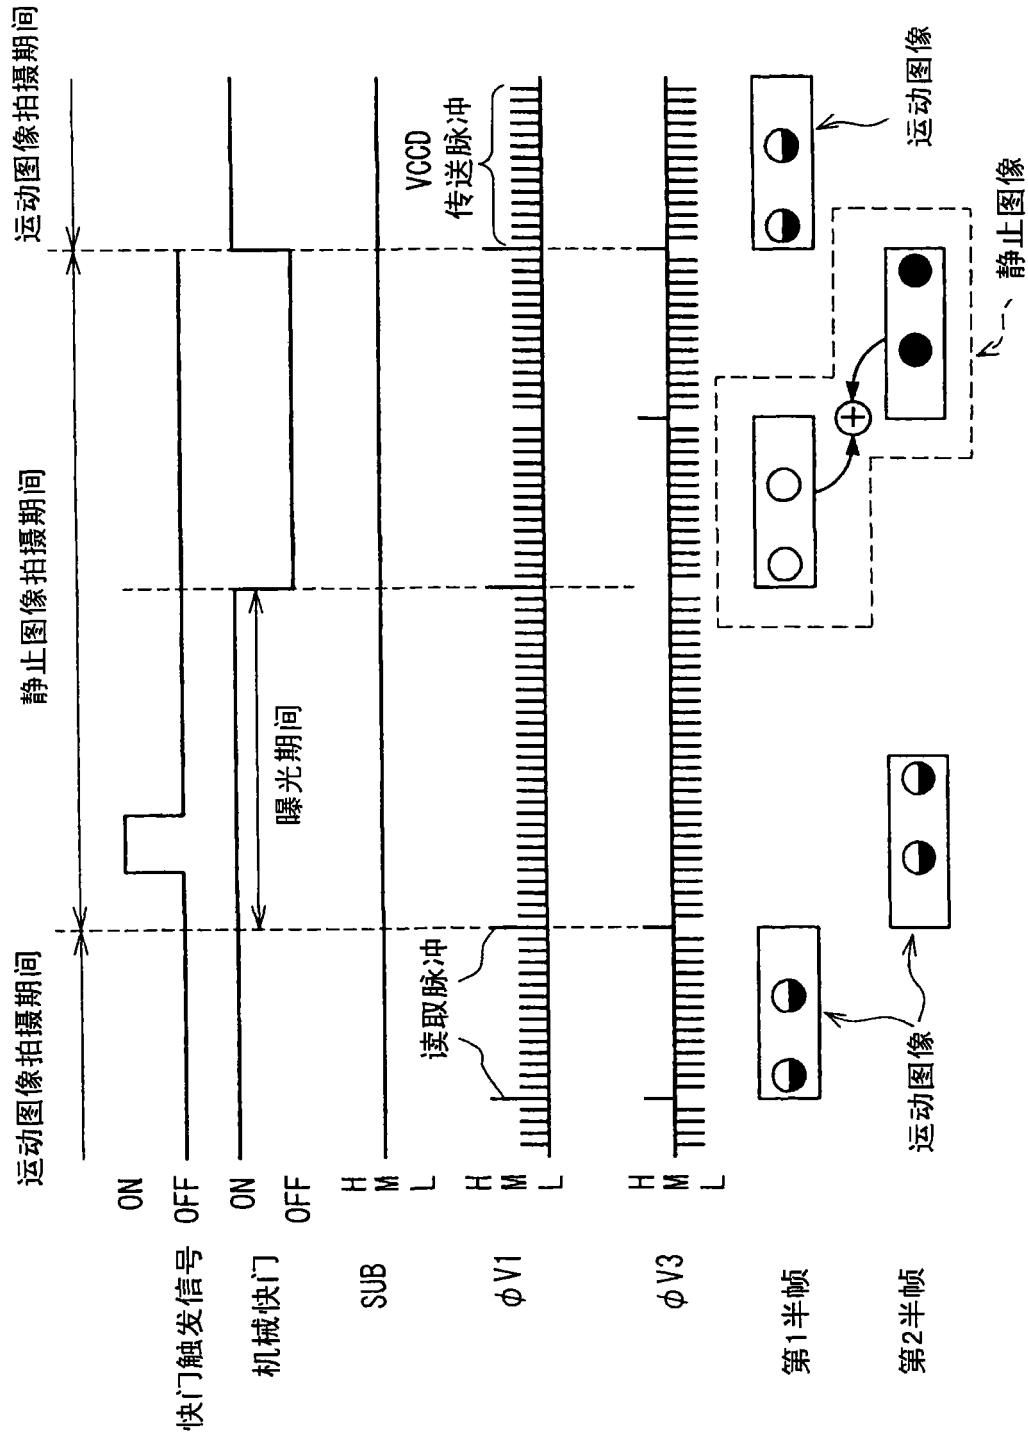 运动图像拍摄期间
静止图像拍摄期间
运动图像拍摄期间
快门触发信号
ON
OFF
机械快门
ON
OFF
曝光期间
SUB
H
M
L
读取脉冲
VCCD
传送脉冲
φV1
H
M
L
φV3
H
M
L
第1半帧
运动图像
第2半帧
运动图像
静止图像